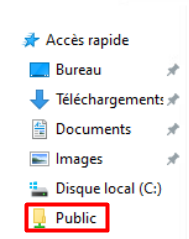 Accès rapide
Bureau
Téléchargements
Documents
Images
Disque local (C:)
Public